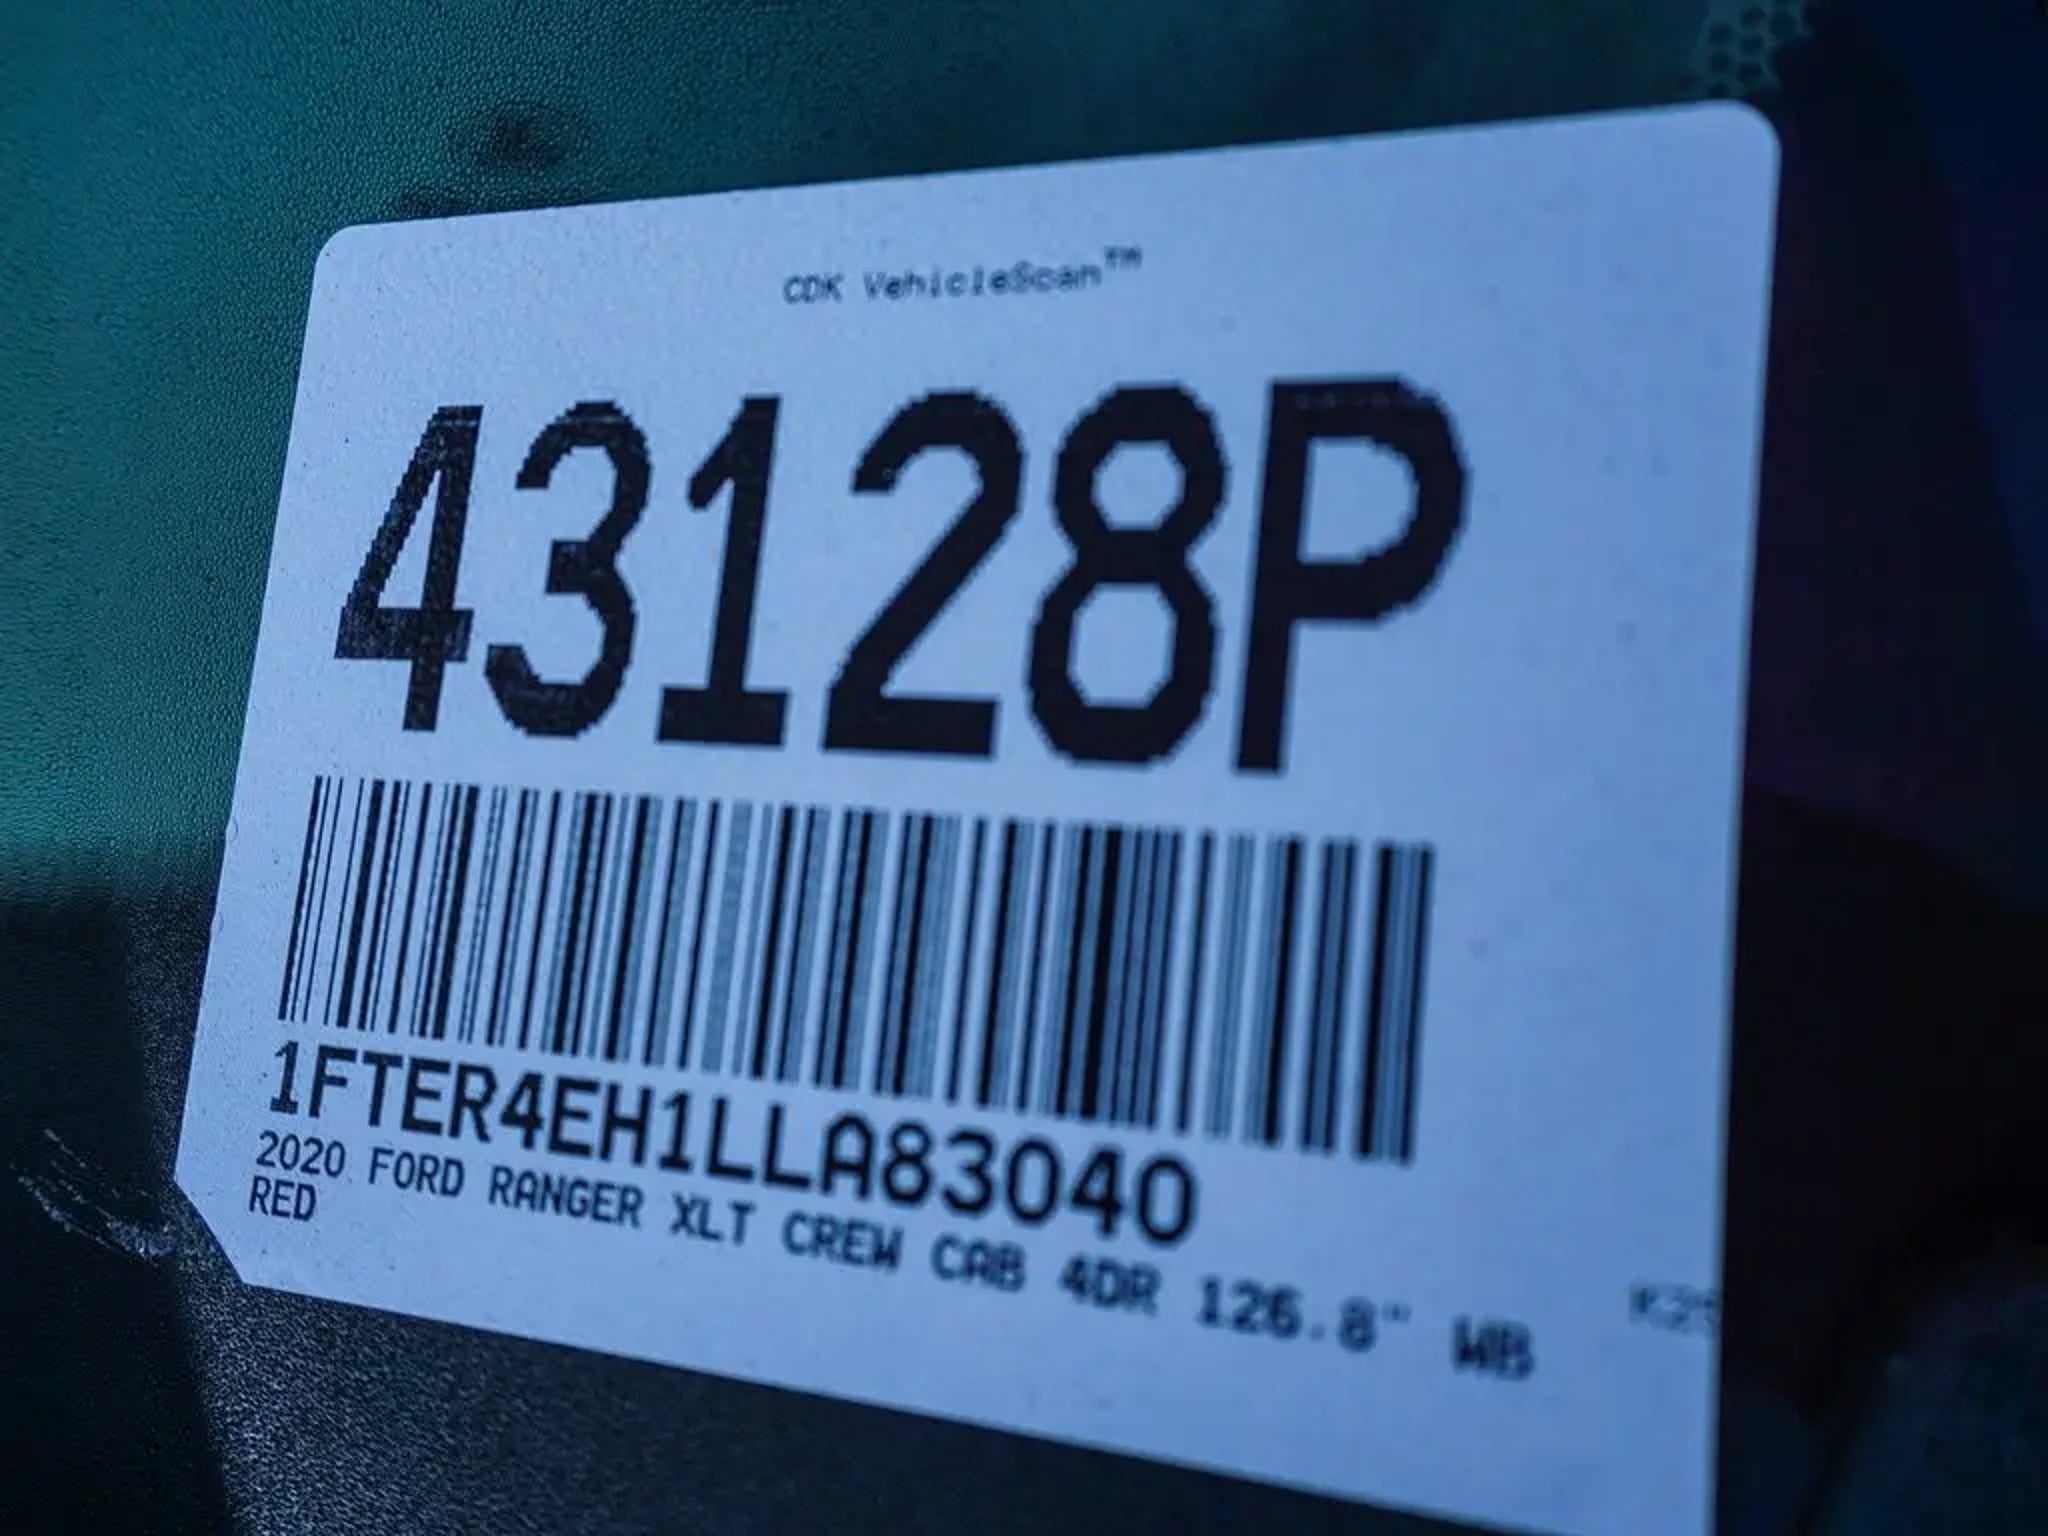 CDK VehicleScan™
43128P
1FTER4EH1LLA83040
2020 FORD RANGER XLT CREW CAB 4DR 126.8" WB
RED